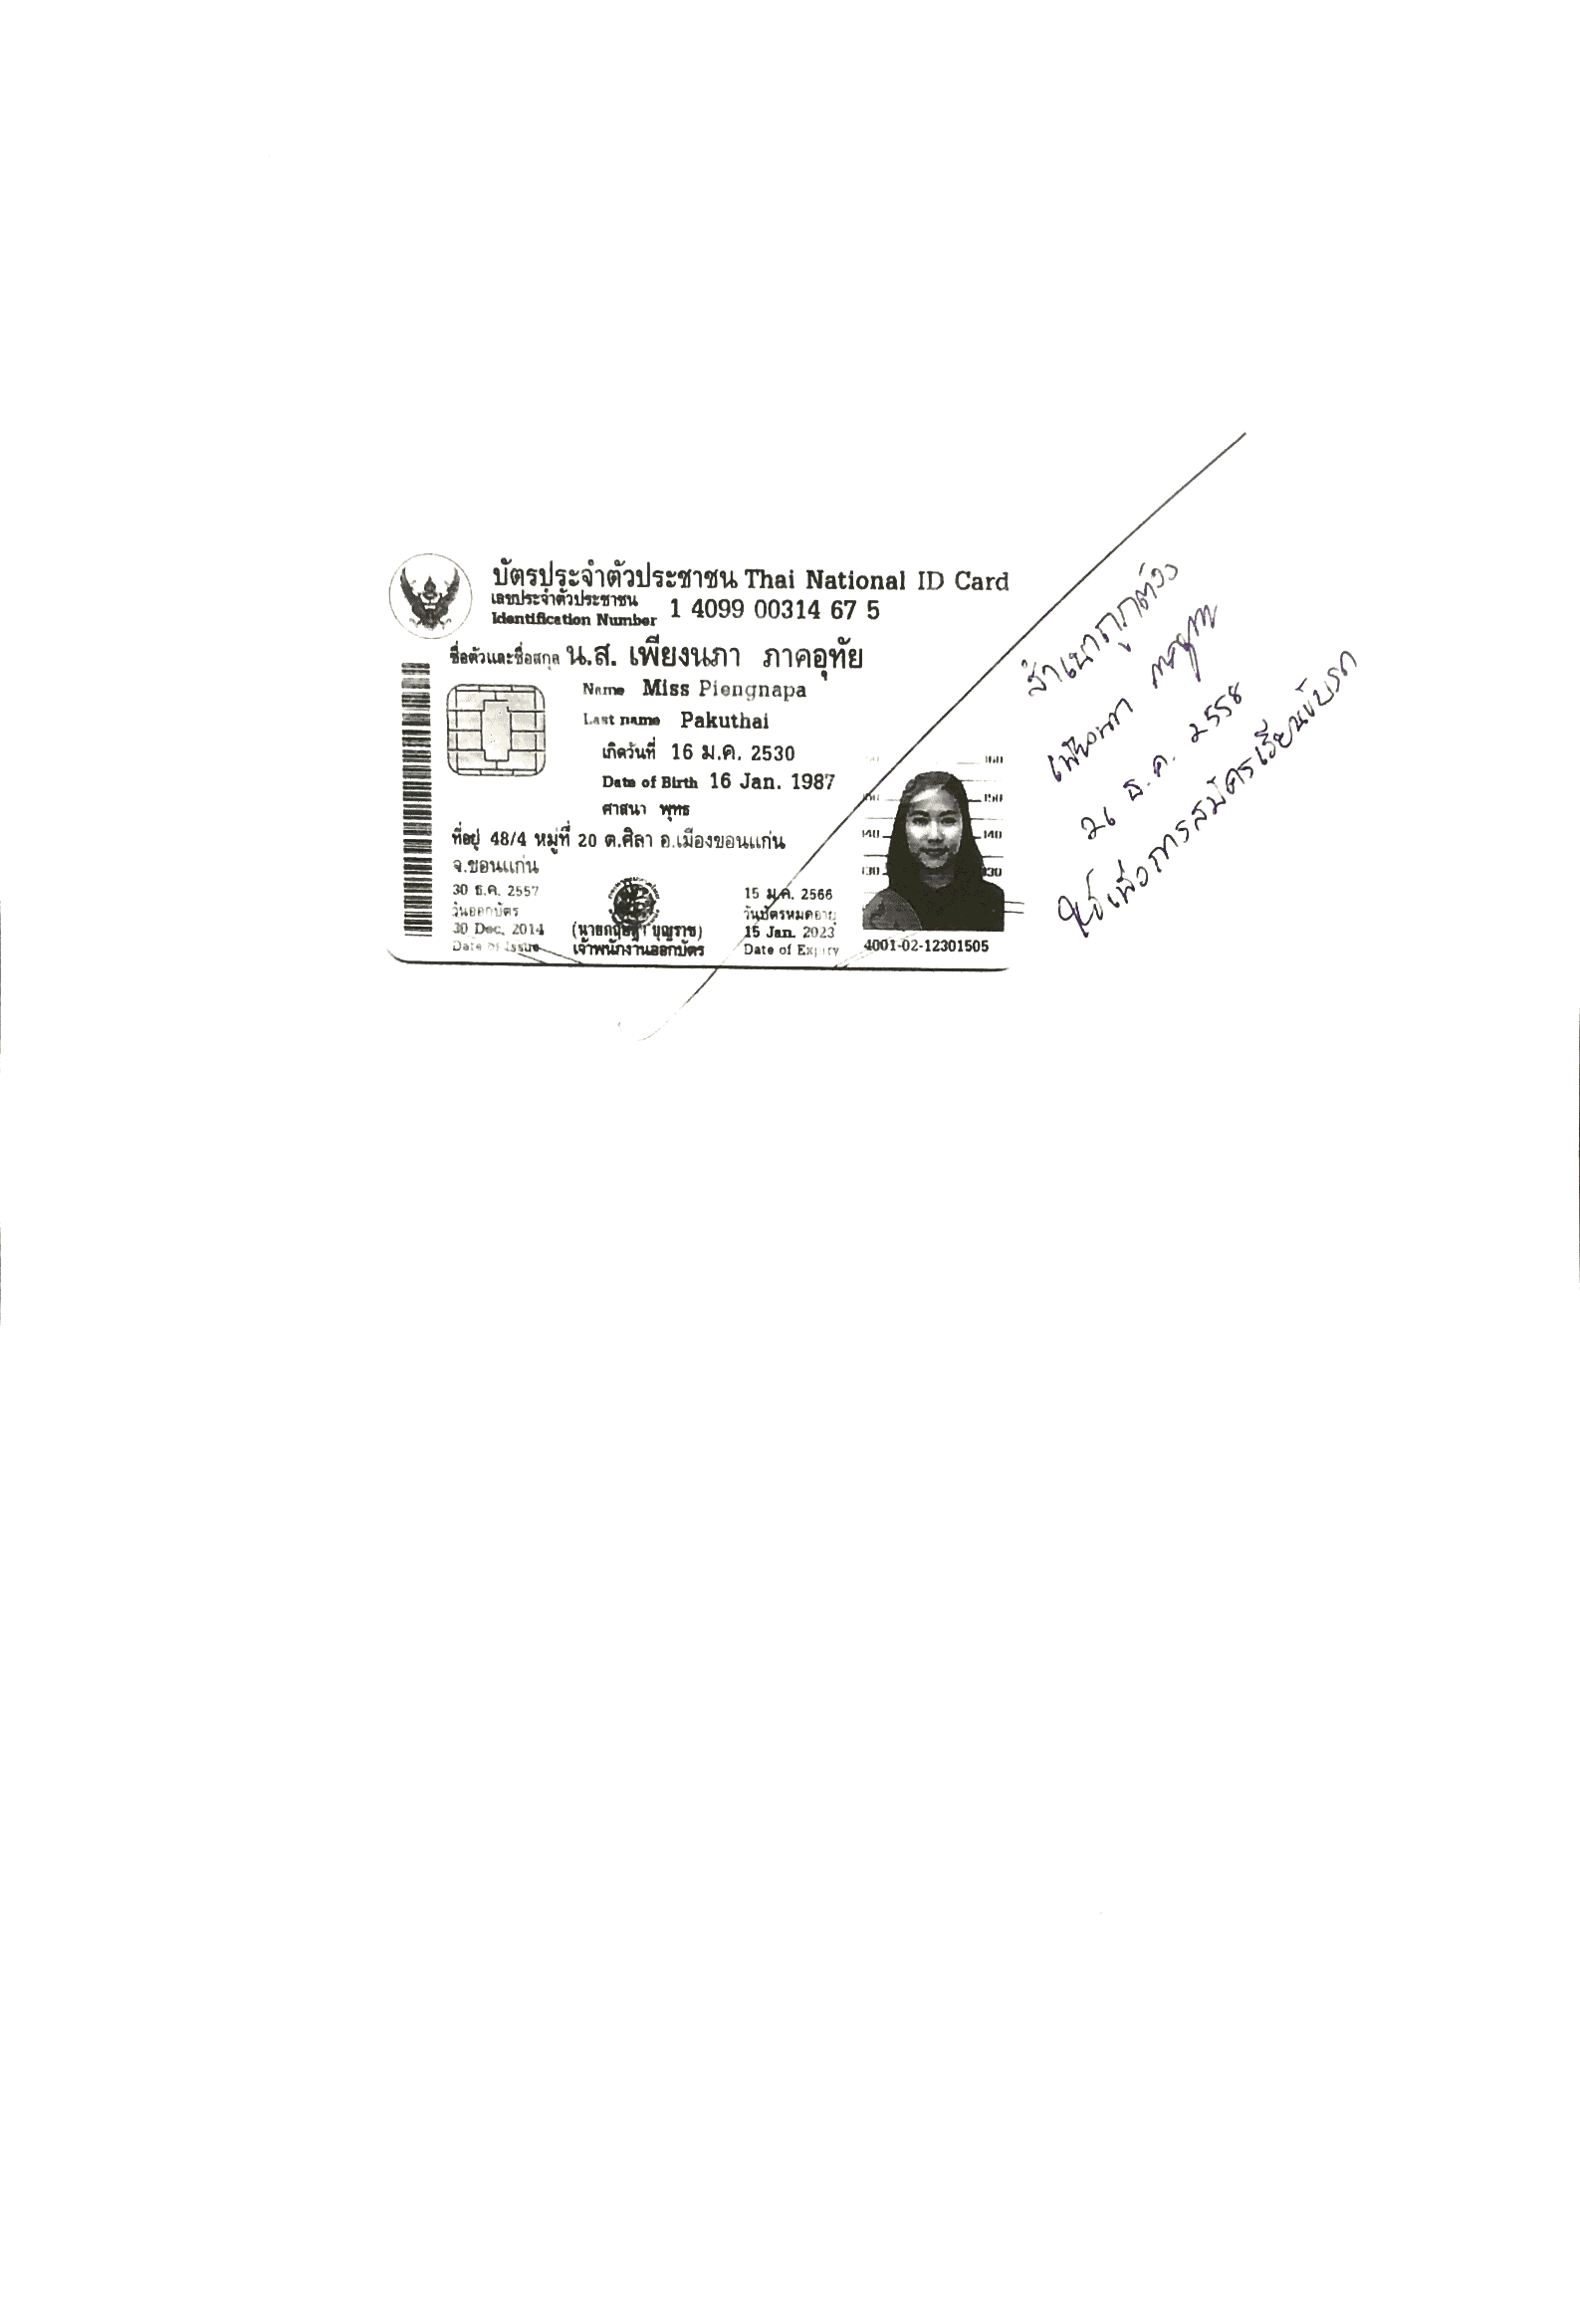 บัตรประจำตัวประชาชน Thai National ID Card
เลขประจำตัวประชาชน
Identification Number 1 4099 00314 67 5
ชื่อตัวและชื่อสกุล น.ส. เพียงนภา ภาคอุทัย
Name Miss Piengnapa
Last name Pakuthai
เกิดวันที่ 16 ม.ค. 2530
Date of Birth 16 Jan. 1987
ศาสนา พุทธ
ที่อยู่ 48/4 หมู่ที่ 20 ต.ศิลา อ.เมืองขอนแก่น
จ.ขอนแก่น
30 ธ.ค. 2557
วันออกบัตร
30 Dec. 2014
Date of Issue
(นายกฤษฎา บุญราช)
เจ้าพนักงานออกบัตร
15 ม.ค. 2566
วันบัตรหมดอายุ
15 Jan. 2023
Date of Expiry
160
150
140 140
130 130
4001-02-12301505
สำเนาถูกต้อง
เพียงนภา
26 ธ.ค. 2558
ใช้เพื่อการสมัครเรียนขับรถ